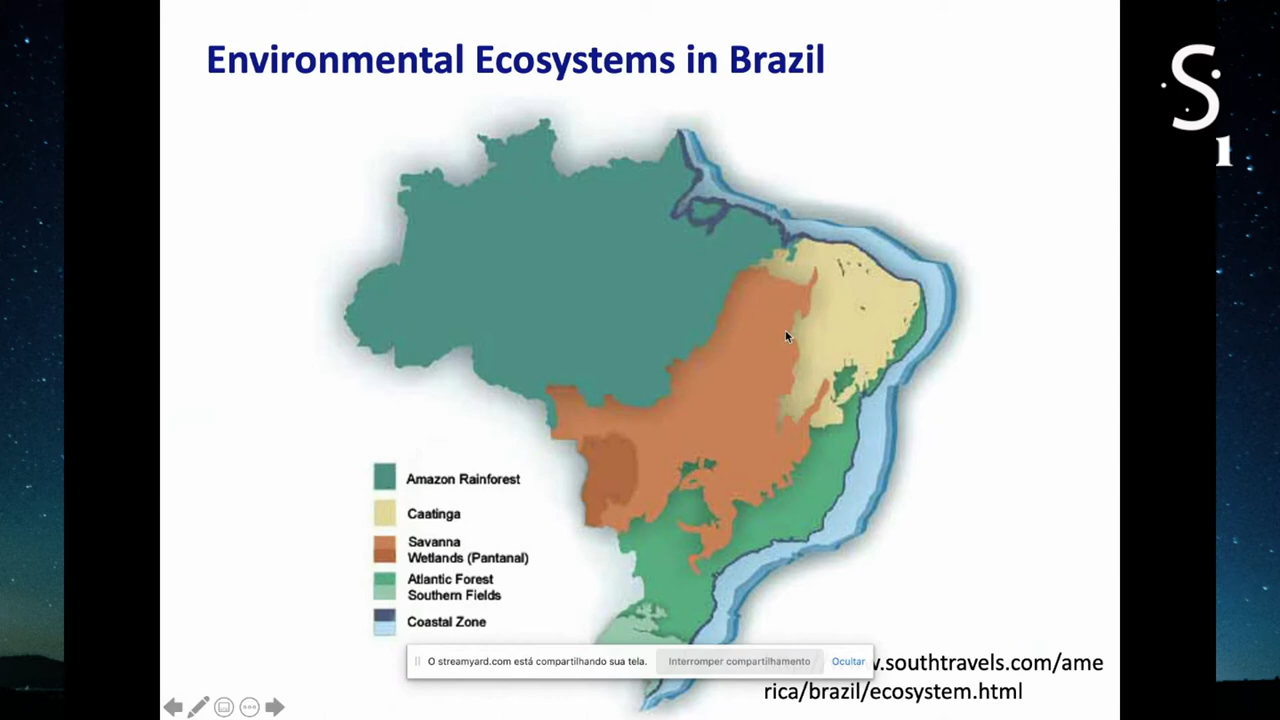 Environmental Ecosystems in Brazil
S
1
Amazon Rainforest
Caatinga
Savanna
Wetlands (Pantanal)
Atlantic Forest
Southern Fields
Coastal Zone
O streamyard.com está compartilhando sua tela.
Interromper compartilhamento
Ocultar
.southtravels.com/ame
rica/brazil/ecosystem.html